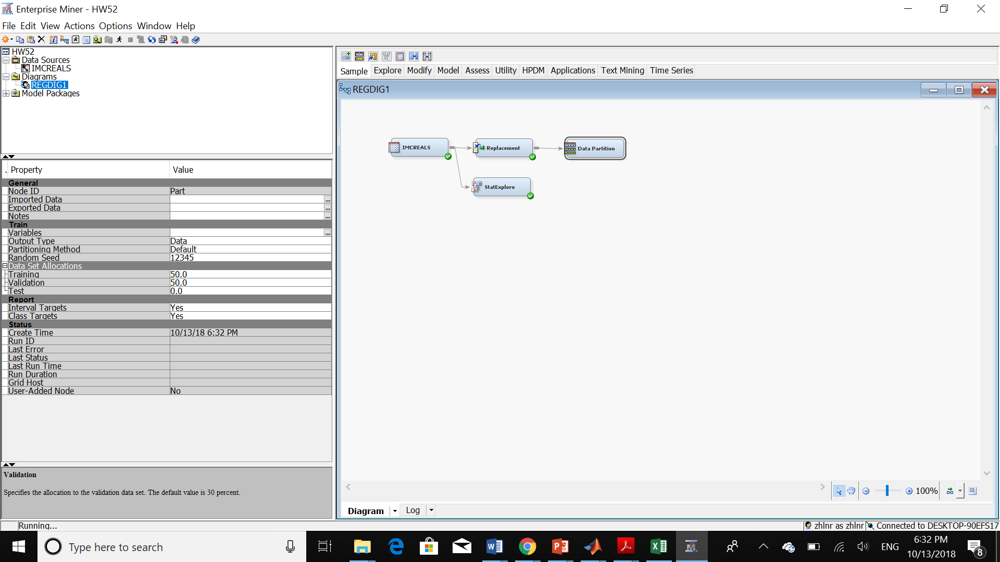 Enterprise Miner - HW52
File Edit View Actions Options Window Help
HW52
Data Sources
IMCREALS
Diagrams
REGDIG1
Model Packages
Sample Explore Modify Model Assess Utility HPDM Applications Text Mining Time Series
REGDIG1
IMCREALS
Replacement
Data Partition
StatExplore
.. Property Value
General
Node ID Part
Imported Data ...
Exported Data ...
Notes ...
Train
Variables ...
Output Type Data
Partitioning Method Default
Random Seed 12345
Data Set Allocations
Training 50.0
Validation 50.0
Test 0.0
Report
Interval Targets Yes
Class Targets Yes
Status
Create Time 10/13/18 6:32 PM
Run ID
Last Error
Last Status
Last Run Time
Run Duration
Grid Host
User-Added Node No
Validation
Specifies the allocation to the validation data set. The default value is 30 percent.
100%
Diagram Log
Running...
zhlnr as zhlnr Connected to DESKTOP-90EFS17
Type here to search
ENG
6:32 PM
10/13/2018
8